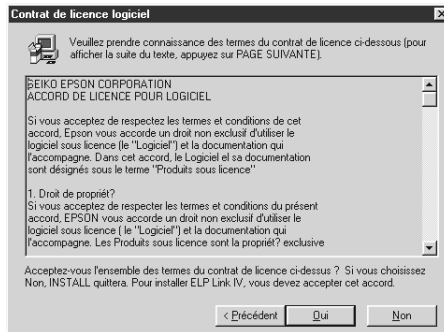 Contrat de licence logiciel
Veuillez prendre connaissance des termes du contrat de licence ci-dessous (pour
afficher la suite du texte, appuyez sur PAGE SUIVANTE).
SEIKO EPSON CORPORATION
ACCORD DE LICENCE POUR LOGICIEL
Si vous acceptez de respectez les termes et conditions de cet
accord, Epson vous accorde un droit non exclusif d'utiliser le
logiciel sous licence (le "Logiciel") et la documentation qui
l'accompagne. Dans cet accord, le Logiciel el sa documentation
sont désignés sous le terme "Produits sous licence"
1. Droit de propriét?
Si vous acceptez de respecter les termes et conditions du présent
accord, EPSON vous accorde un droit non exclusif d'utiliser le
logiciel sous licence ( le "Logiciel") et la documentation qui
l'accompagne. Les Produits sous licence sont la propriét? exclusive
Acceptez-vous l'ensemble des termes du contrat de licence ci-dessus ? Si vous choisissez
Non, INSTALL quittera. Pour installer ELP Link IV, vous devez accepter cet accord.
< Précédent
Oui
Non